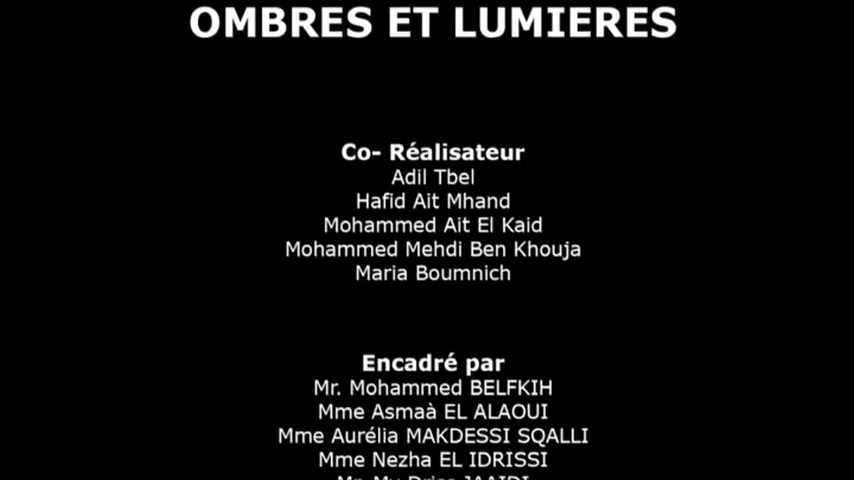 OMBRES ET LUMIERES
Co- Réalisateur
Adil Tbel
Hafid Ait Mhand
Mohammed Ait El Kaid
Mohammed Mehdi Ben Khouja
Maria Boumnich
Encadré par
Mr. Mohammed BELFKIH
Mme Asmaà EL ALAOUI
Mme Aurélia MAKDESSI SQALLI
Mme Nezha EL IDRISSI